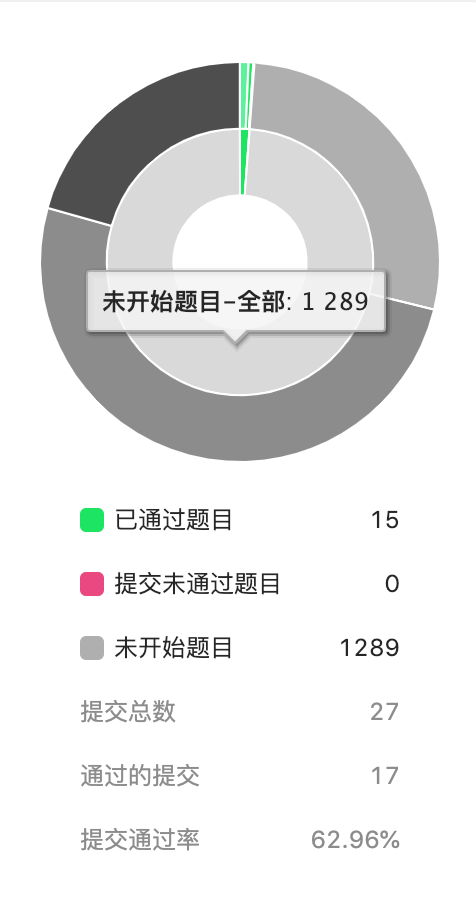 未开始题目-全部: 1 289
已通过题目 15
提交未通过题目 0
未开始题目 1289
提交总数 27
通过的提交 17
提交通过率 62.96%